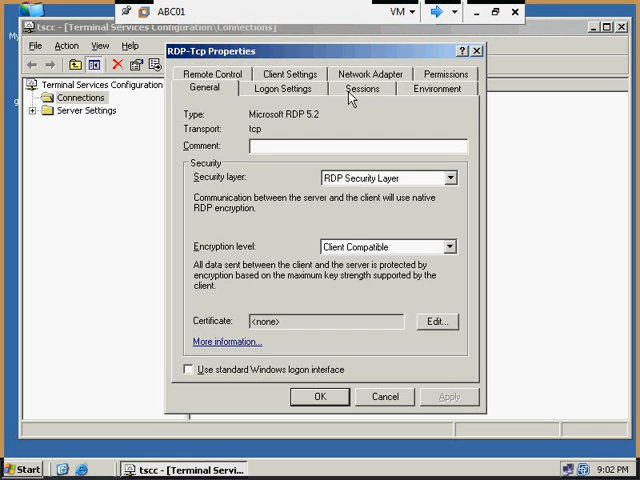 ABC01
VM
tscc - [Terminal Services Configuration\Connections]
File Action View Help
RDP-Tcp Properties
Terminal Services Configuration
Connections
Server Settings
Remote Control Client Settings Network Adapter Permissions
General Logon Settings Sessions Environment
Type: Microsoft RDP 5.2
Transport: tcp
Comment:
Security
Security layer: RDP Security Layer
Communication between the server and the client will use native
RDP encryption.
Encryption level: Client Compatible
All data sent between the client and the server is protected by
encryption based on the maximum key strength supported by the
client.
Certificate: <none> Edit...
More information...
Use standard Windows logon interface
OK Cancel Apply
Start tscc - [Terminal Servi... 9:02 PM